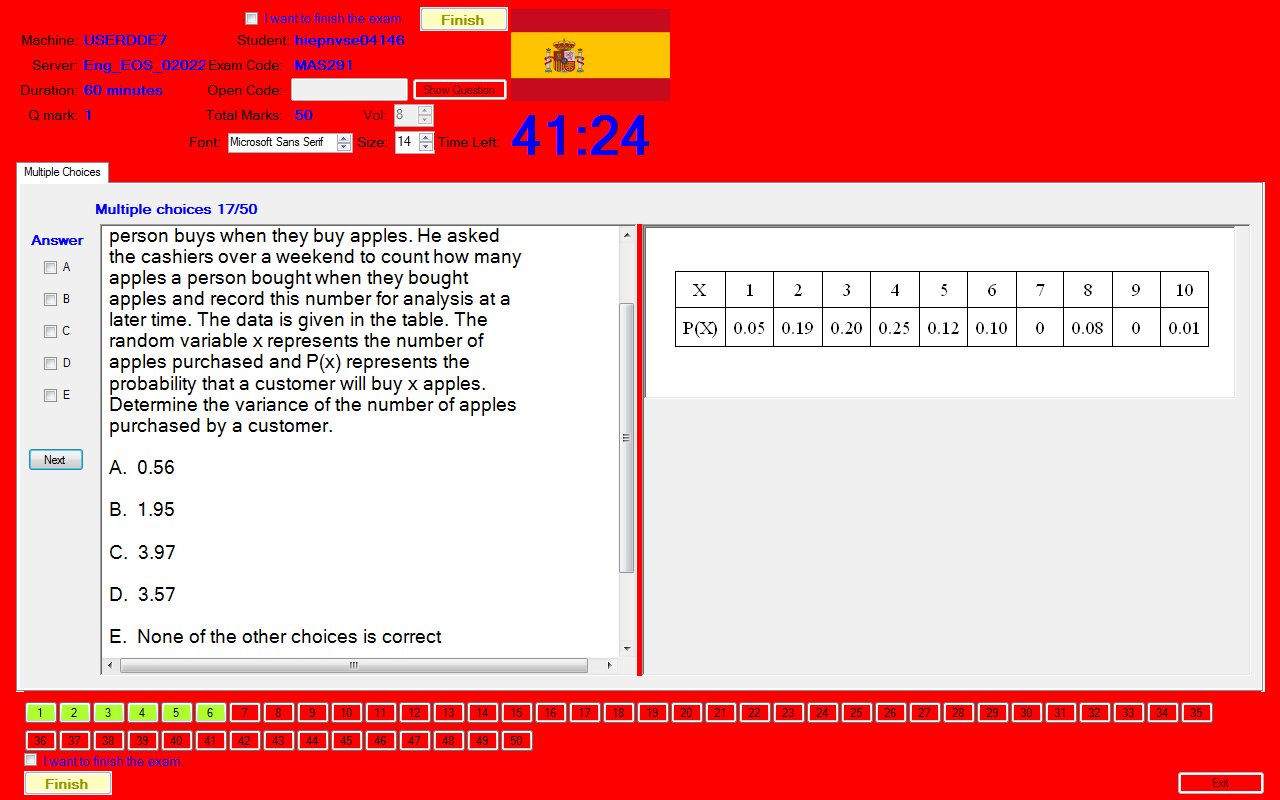 I want to finish the exam.
Finish
Machine: USERDDE7
Student: hiepnvse04146
Server: Eng_EOS_02022
Exam Code: MAS291
Duration: 60 minutes
Open Code:
Show Question
Q mark: 1
Total Marks: 50
Vol: 8
Font: Microsoft Sans Serif
Size: 14
Time Left: 41:24
Multiple Choices
Multiple choices 17/50
Answer
A
B
C
D
E
Next
person buys when they buy apples. He asked
the cashiers over a weekend to count how many
apples a person bought when they bought
apples and record this number for analysis at a
later time. The data is given in the table. The
random variable x represents the number of
apples purchased and P(x) represents the
probability that a customer will buy x apples.
Determine the variance of the number of apples
purchased by a customer.
A. 0.56
B. 1.95
C. 3.97
D. 3.57
E. None of the other choices is correct
X 1 2 3 4 5 6 7 8 9 10
P(X) 0.05 0.19 0.20 0.25 0.12 0.10 0 0.08 0 0.01
1 2 3 4 5 6 7 8 9 10 11 12 13 14 15 16 17 18 19 20 21 22 23 24 25 26 27 28 29 30 31 32 33 34 35
36 37 38 39 40 41 42 43 44 45 46 47 48 49 50
I want to finish the exam.
Finish
Exit